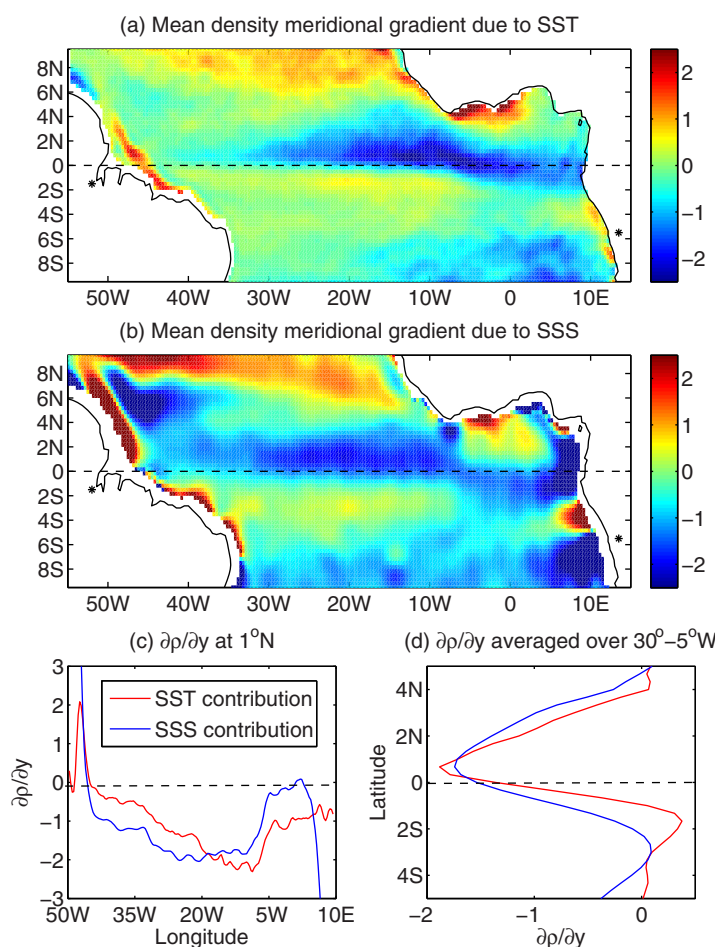 (a) Mean density meridional gradient due to SST
8N
6N
4N
2N
0
2S
4S
6S
8S
*
*
50W 40W 30W 20W 10W 0 10E
2
1
0
−1
−2
(b) Mean density meridional gradient due to SSS
8N
6N
4N
2N
0
2S
4S
6S
8S
*
*
50W 40W 30W 20W 10W 0 10E
2
1
0
−1
−2
(c) ∂ρ/∂y at 1°N
3
2
1
0
−1
−2
−3
∂ρ/∂y
SST contribution
SSS contribution
50W 35W 20W 5W 10E
Longitude
(d) ∂ρ/∂y averaged over 30°−5°W
4N
2N
0
2S
4S
Latitude
−2 −1 0
∂ρ/∂y